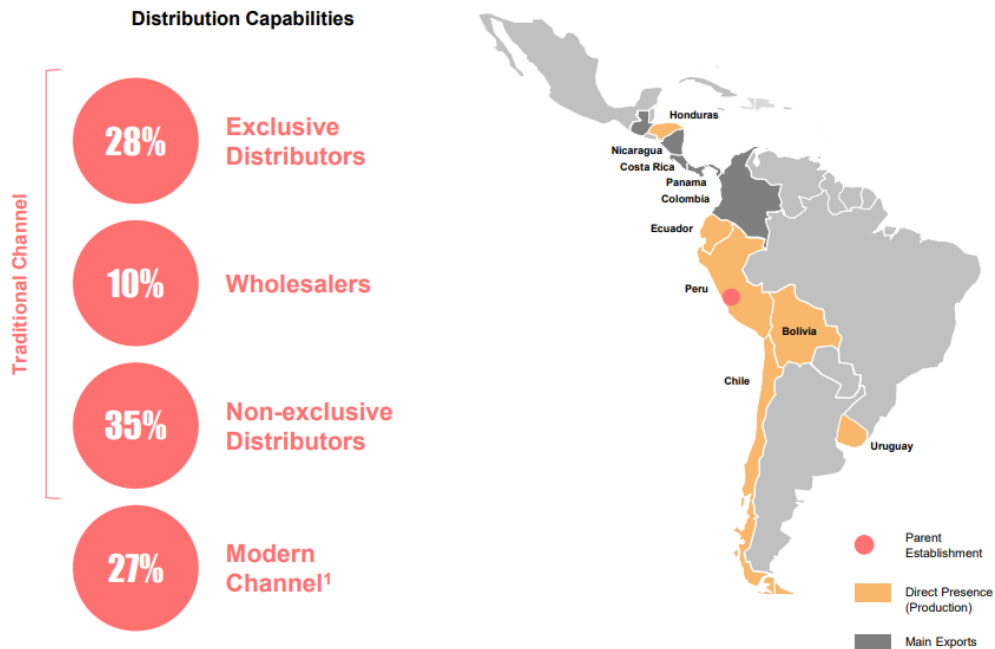 Distribution Capabilities
Traditional Channel
28%
Exclusive
Distributors
10%
Wholesalers
35%
Non-exclusive
Distributors
27%
Modern
Channel¹
Honduras
Nicaragua
Costa Rica
Panama
Colombia
Ecuador
Peru
Bolivia
Chile
Uruguay
Parent
Establishment
Direct Presence
(Production)
Main Exports